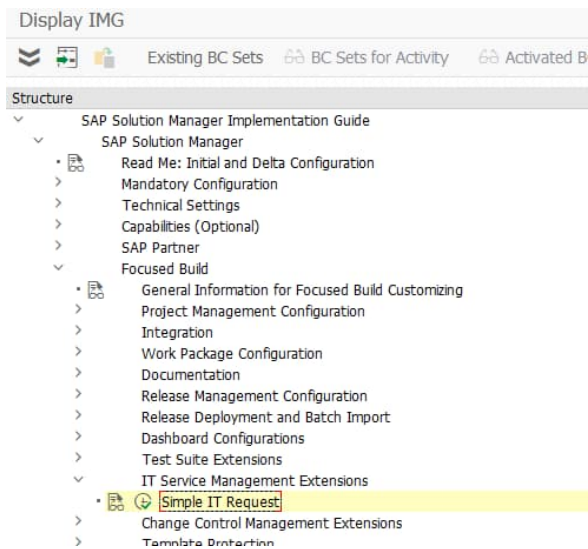 Display IMG
Existing BC Sets BC Sets for Activity Activated
Structure
SAP Solution Manager Implementation Guide
SAP Solution Manager
Read Me: Initial and Delta Configuration
Mandatory Configuration
Technical Settings
Capabilities (Optional)
SAP Partner
Focused Build
General Information for Focused Build Customizing
Project Management Configuration
Integration
Work Package Configuration
Documentation
Release Management Configuration
Release Deployment and Batch Import
Dashboard Configurations
Test Suite Extensions
IT Service Management Extensions
Simple IT Request
Change Control Management Extensions
Template Protection